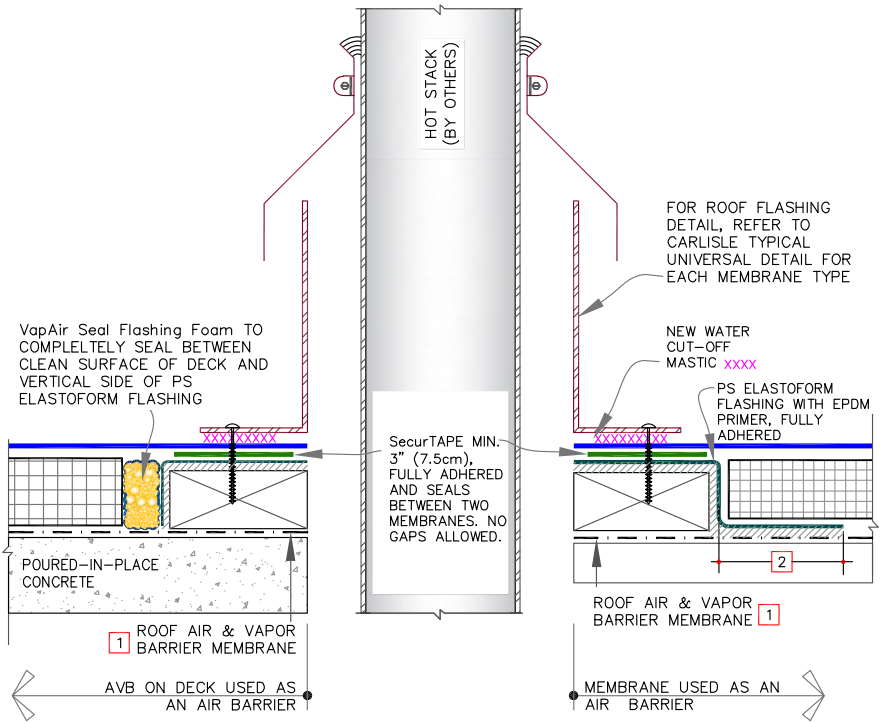 HOT STACK
(BY OTHERS)
FOR ROOF FLASHING
DETAIL, REFER TO
CARLISLE TYPICAL
UNIVERSAL DETAIL FOR
EACH MEMBRANE TYPE
VapAir Seal Flashing Foam TO
COMPLELTELY SEAL BETWEEN
CLEAN SURFACE OF DECK AND
VERTICAL SIDE OF PS
ELASTOFORM FLASHING
NEW WATER
CUT-OFF
MASTIC XXXX
PS ELASTOFORM
FLASHING WITH EPDM
PRIMER, FULLY
ADHERED
SecurTAPE MIN.
3" (7.5cm),
FULLY ADHERED
AND SEALS
BETWEEN TWO
MEMBRANES. NO
GAPS ALLOWED.
POURED-IN-PLACE
CONCRETE
2
1 ROOF AIR & VAPOR
BARRIER MEMBRANE
ROOF AIR & VAPOR
BARRIER MEMBRANE 1
AVB ON DECK USED AS
AN AIR BARRIER
MEMBRANE USED AS AN
AIR BARRIER